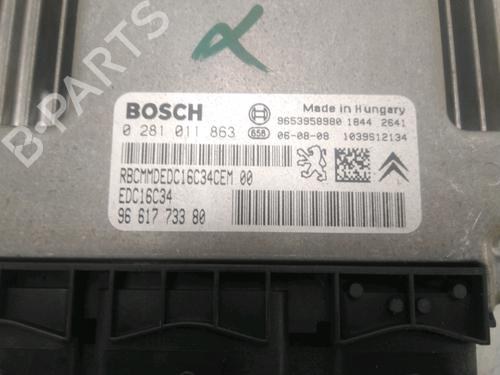 B-PARTS
BOSCH
Made in Hungary
9653958980 1844 2641
0 281 011 863
658
06-08-08 1039S12134
RBCMMDEDC16C34CEM 00
EDC16C34
96 617 733 80